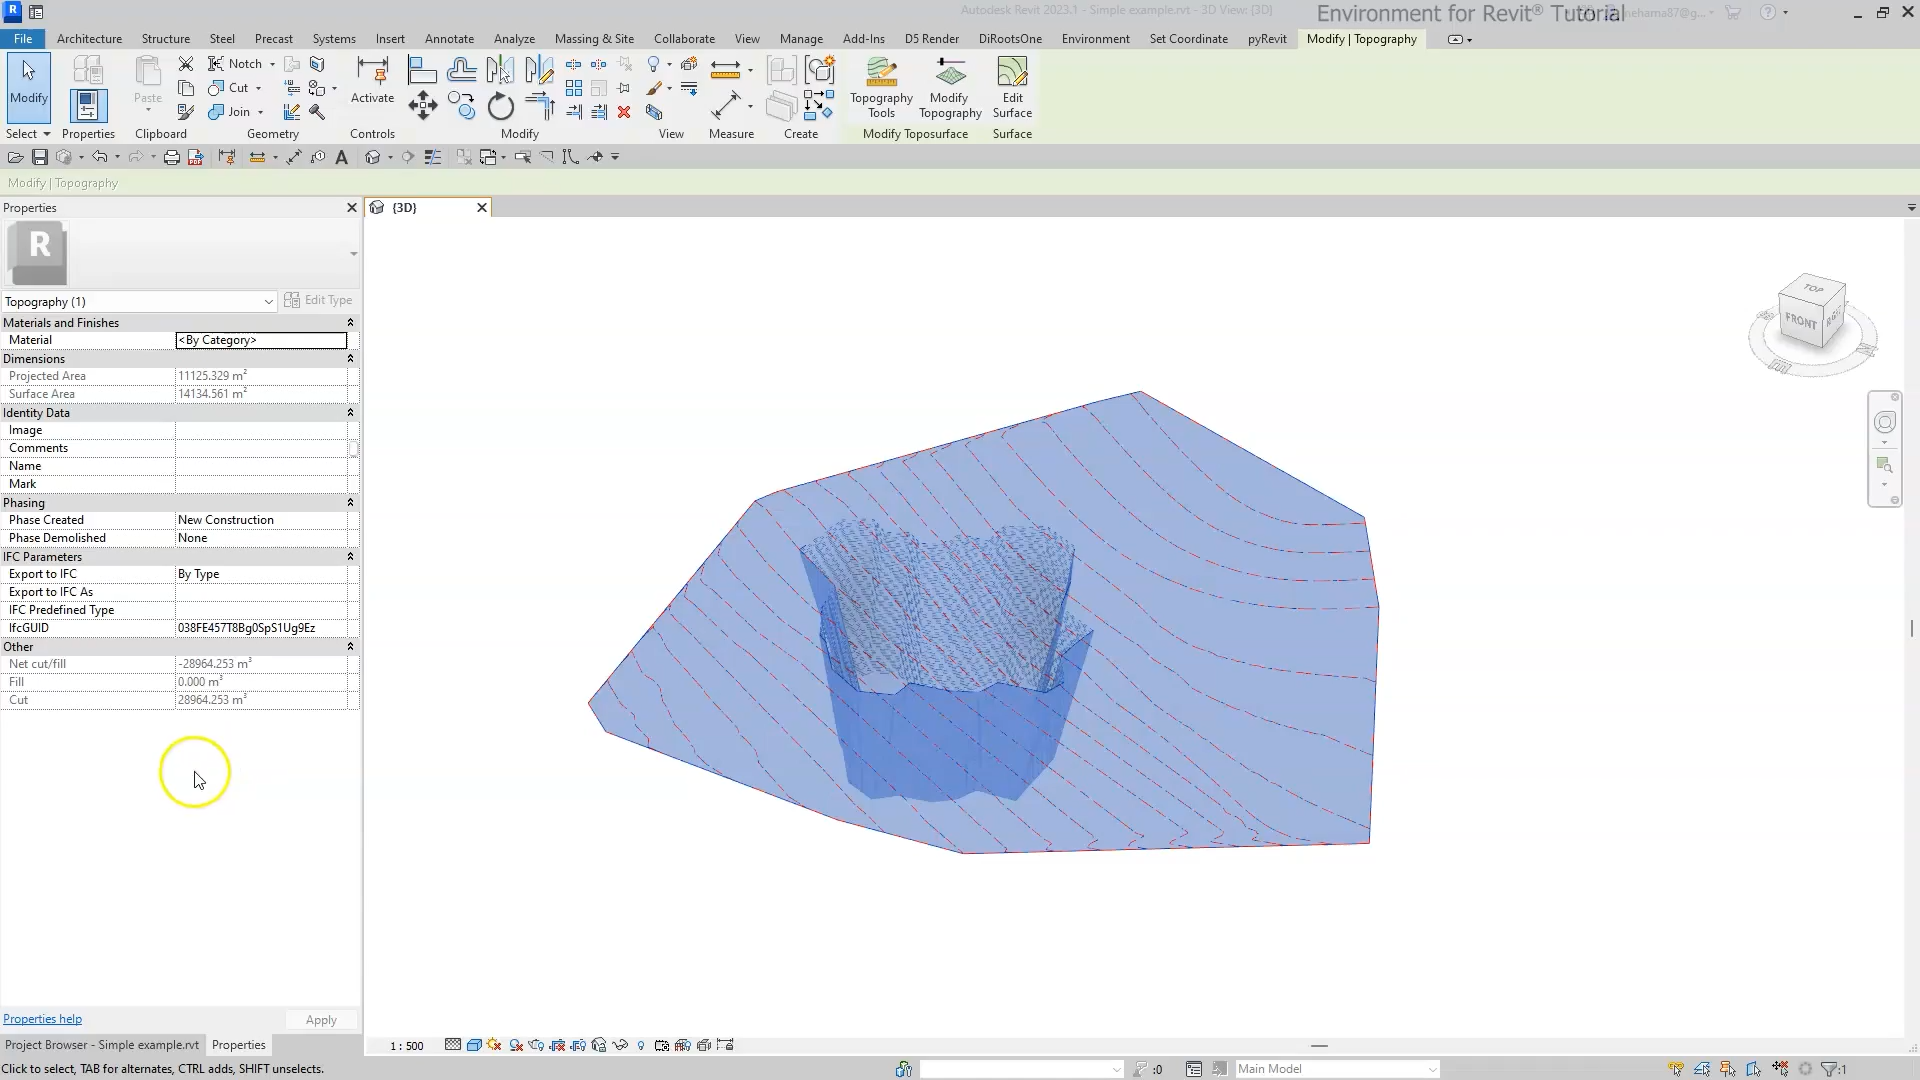 Autodesk Revit 2023.1 - Simple example.rvt - 3D View: {3D}
Environment for Revit® Tutorial
nehama87@g...
File Architecture Structure Steel Precast Systems Insert Annotate Analyze Massing & Site Collaborate View Manage Add-Ins D5 Render DiRootsOne Environment Set Coordinate pyRevit Modify | Topography
Modify
Paste
Notch
Cut
Join
Activate
Topography Tools
Modify Topography
Edit Surface
Select Properties Clipboard Geometry Controls Modify View Measure Create Modify Toposurface Surface
Modify | Topography
Properties
{3D}
R
Topography (1) Edit Type
Materials and Finishes
Material <By Category>
Dimensions
Projected Area 11125.329 m²
Surface Area 14134.561 m²
Identity Data
Image
Comments
Name
Mark
Phasing
Phase Created New Construction
Phase Demolished None
IFC Parameters
Export to IFC By Type
Export to IFC As
IFC Predefined Type
IfcGUID 038FE457T8Bg0SpS1Ug9Ez
Other
Net cut/fill -28964.253 m³
Fill 0.000 m³
Cut 28964.253 m³
TOP
FRONT
Properties help Apply
Project Browser - Simple example.rvt Properties
1 : 500
Click to select, TAB for alternates, CTRL adds, SHIFT unselects.
:0
Main Model
:1